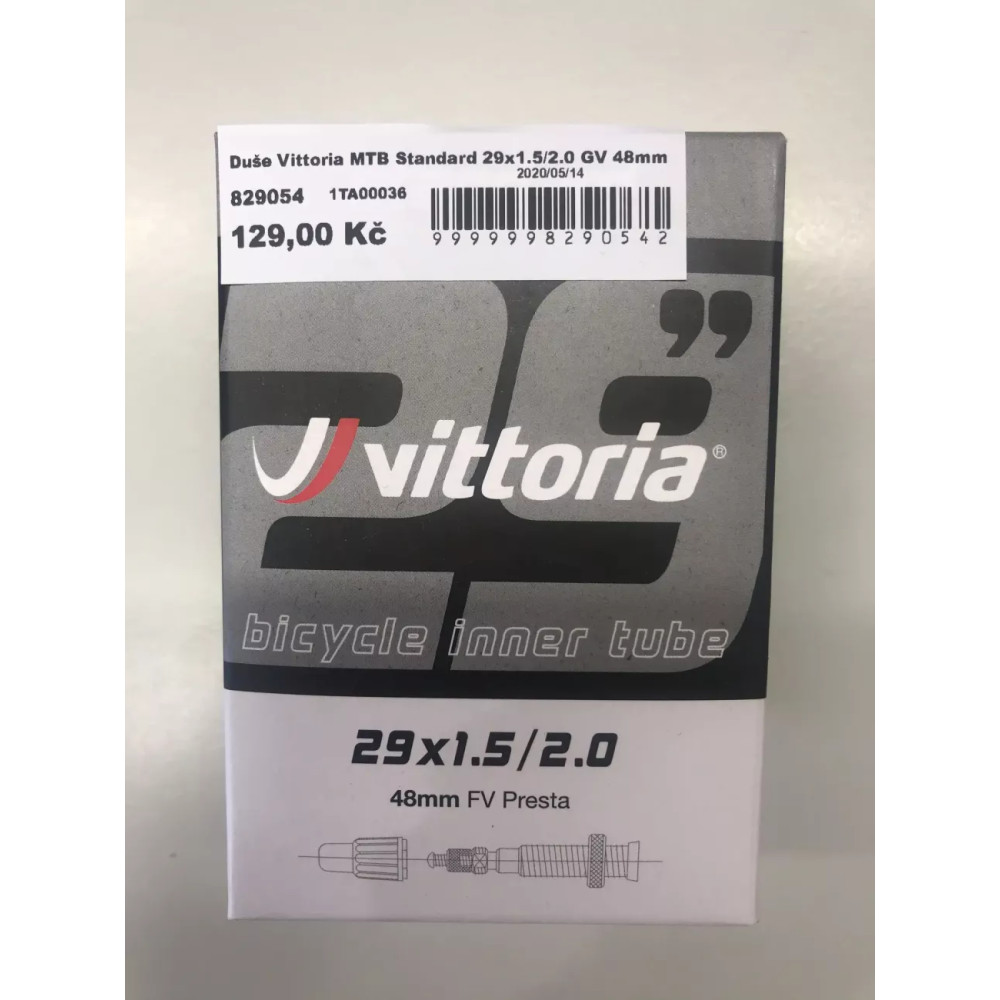 Duše Vittoria MTB Standard 29x1.5/2.0 GV 48mm
2020/05/14
829054 1TA00036
129,00 Kč
9999998290542
29”
vittoria®
bicycle inner tube
29x1.5/2.0
48mm FV Presta